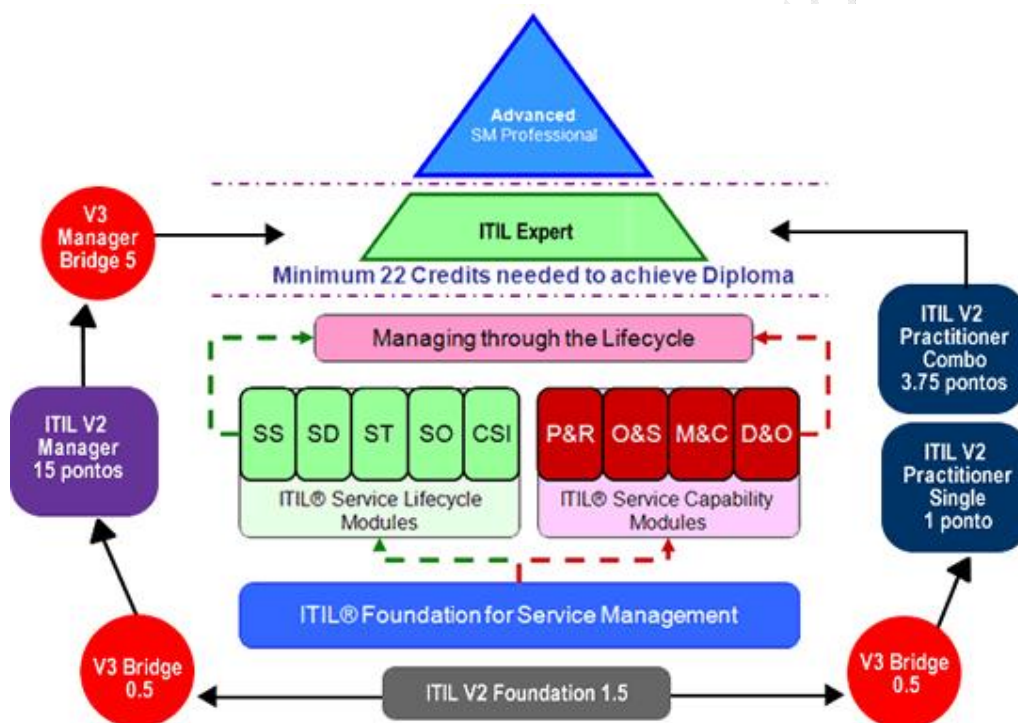 Advanced
SM Professional
V3
Manager
Bridge 5
ITIL Expert
Minimum 22 Credits needed to achieve Diploma
ITIL V2
Practitioner
Combo
3.75 pontos
Managing through the Lifecycle
ITIL V2
Manager
15 pontos
SS SD ST SO CSI
P&R O&S M&C D&O
ITIL® Service Lifecycle
Modules
ITIL® Service Capability
Modules
ITIL V2
Practitioner
Single
1 ponto
ITIL® Foundation for Service Management
V3 Bridge
0.5
ITIL V2 Foundation 1.5
V3 Bridge
0.5